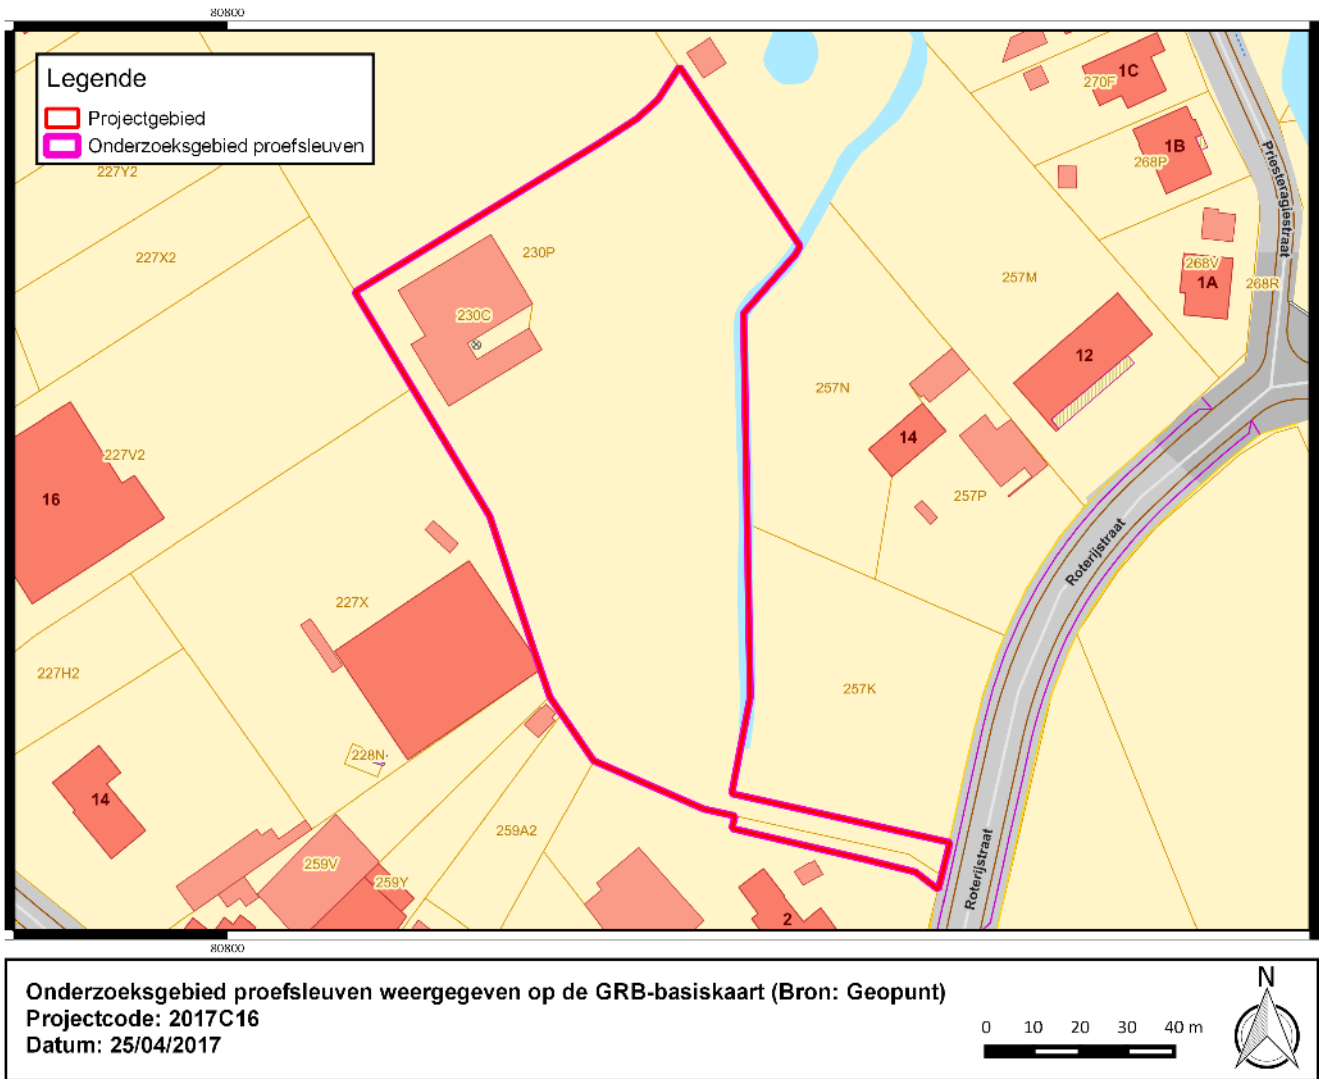 80800
Legende
Projectgebied
Onderzoeksgebied proefsleuven
1C
270F
1B
268P
Priesteragiestraat
227Y2
227X2
230P
257M
268V
1A
268R
230C
12
257N
14
227V2
16
257P
Roterijstraat
227X
227H2
257K
228N
14
259A2
259V
259Y
Roterijstraat
2
80800
Onderzoeksgebied proefsleuven weergegeven op de GRB-basiskaart (Bron: Geopunt)
Projectcode: 2017C16
Datum: 25/04/2017
0 10 20 30 40 m
N